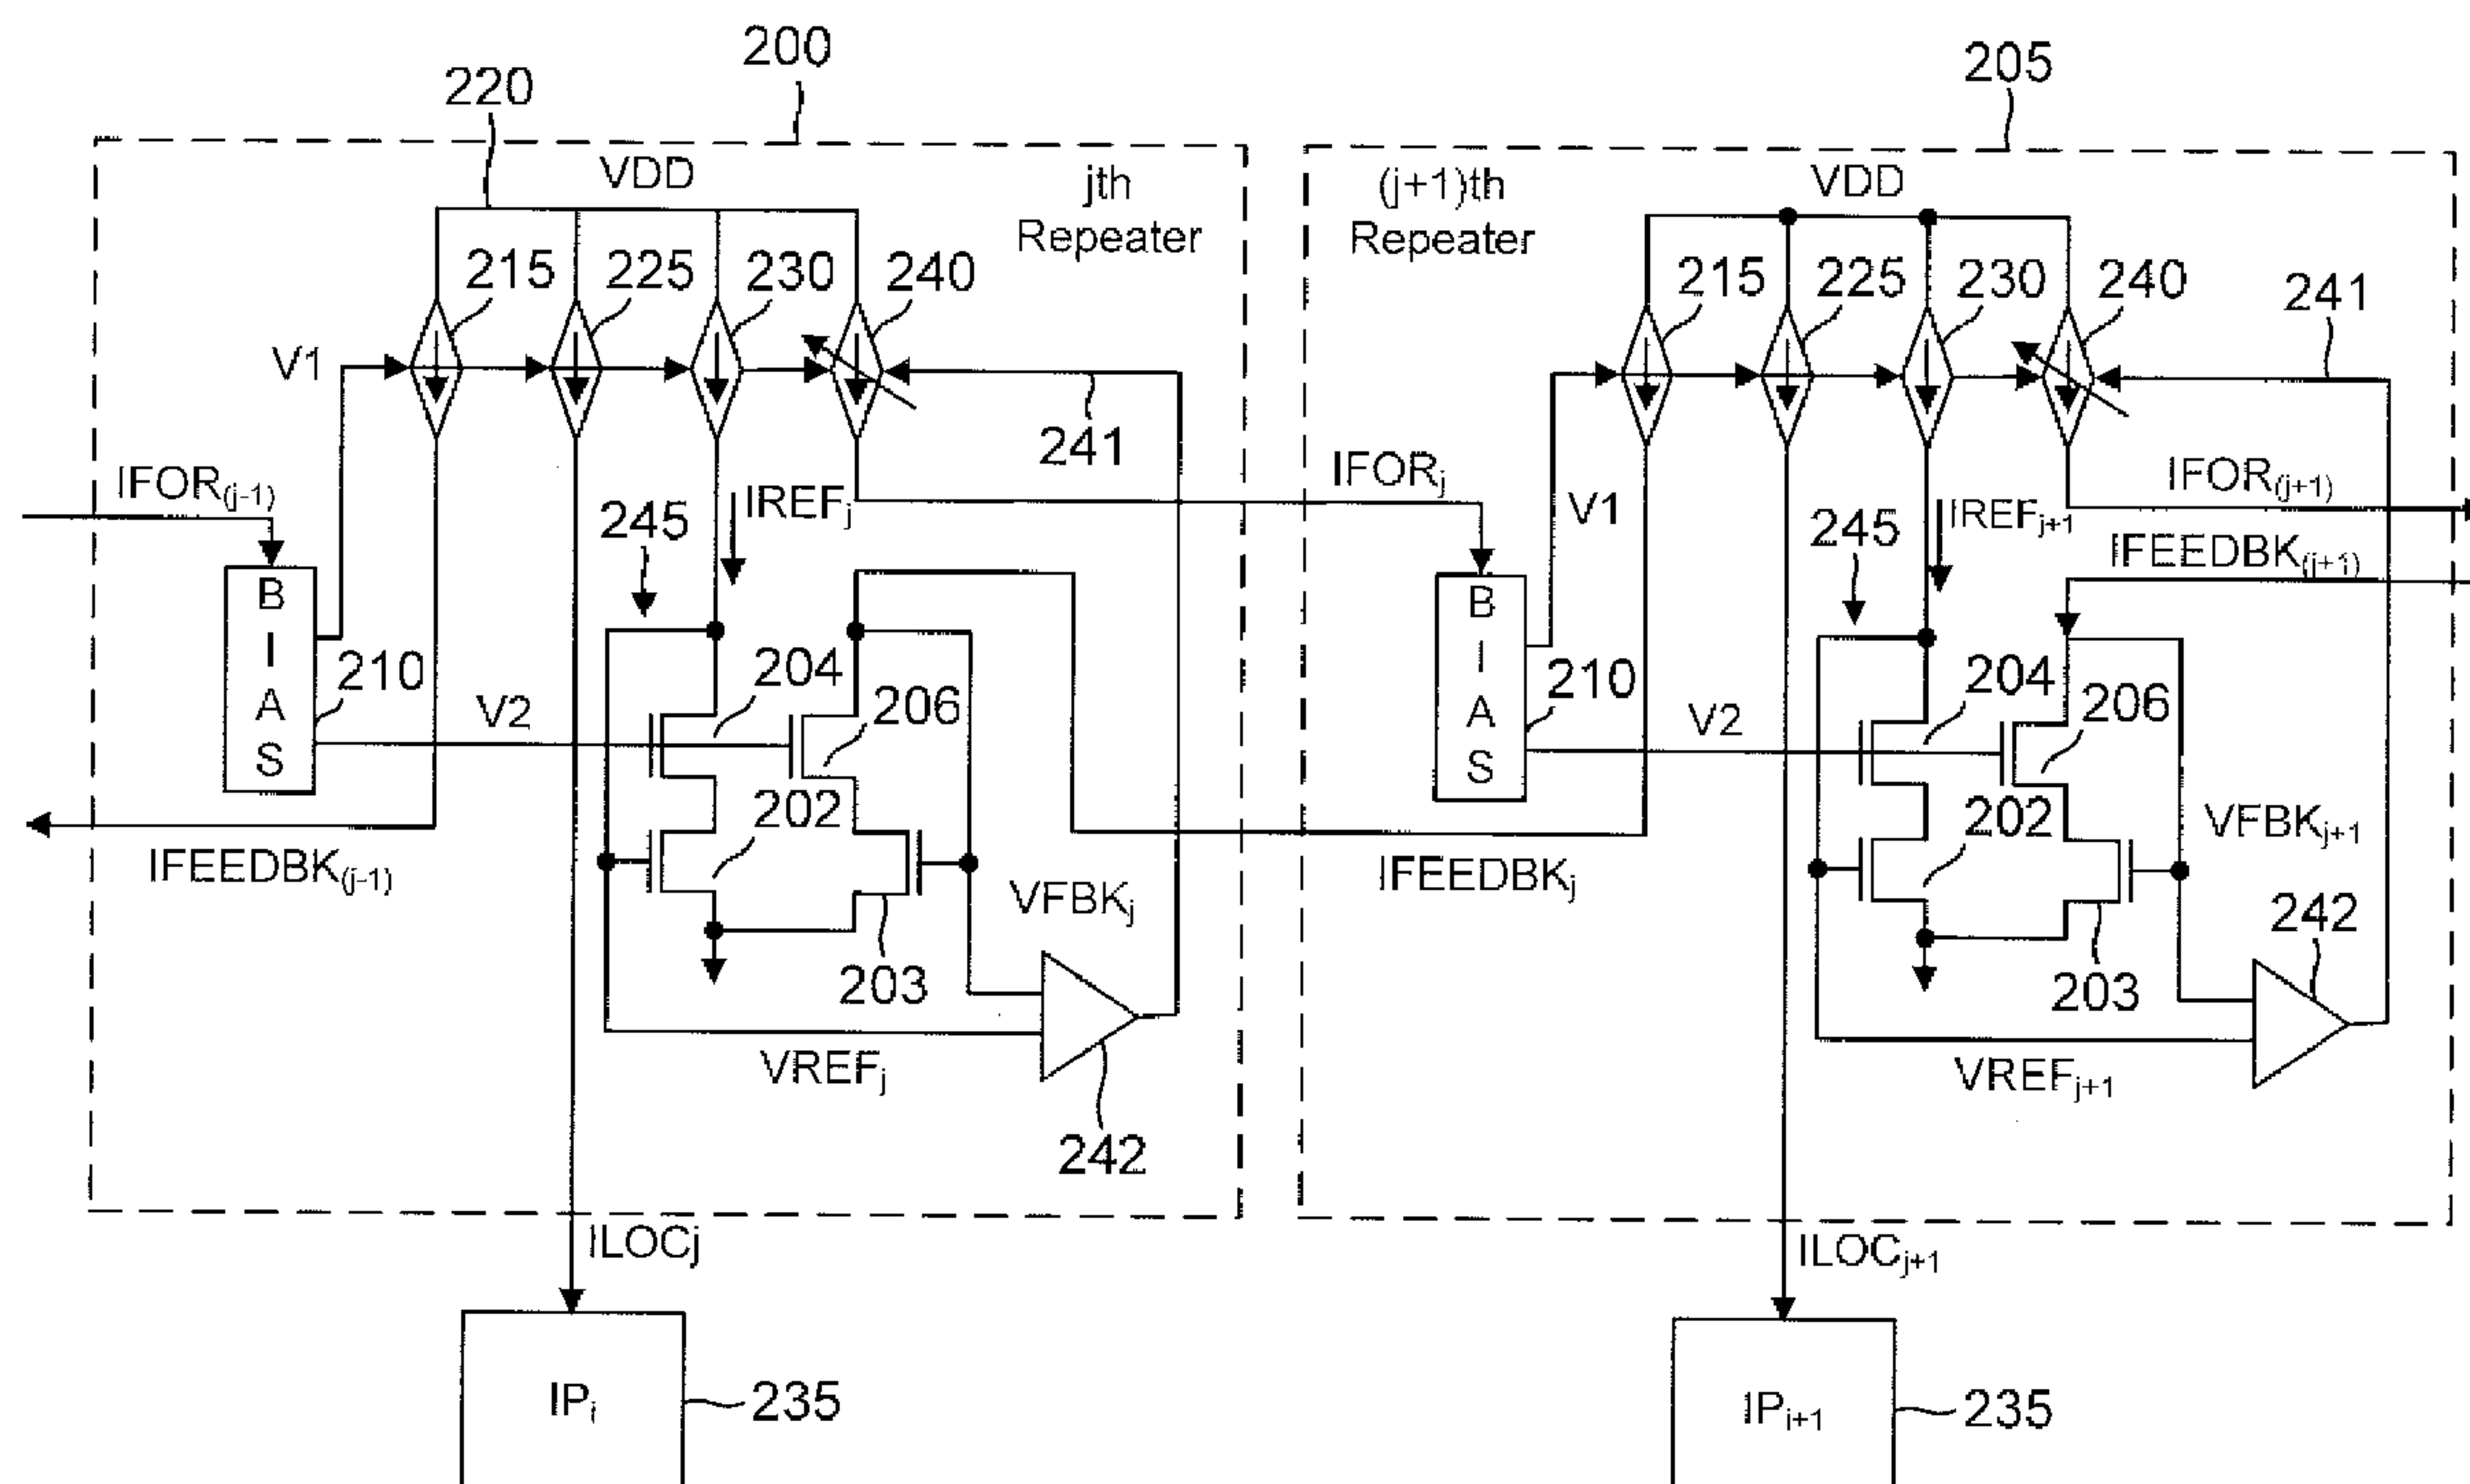 200
205
220
VDD
jth
Repeater
(j+1)th
Repeater
VDD
215
225
230
240
215
225
230
240
241
V1
241
IFOR(j-1)
IREFj
245
IFORj
V1
IFOR(j+1)
IREFj+1
245
IFEEDBK(j+1)
B
I
A
S
210
204
206
V2
202
B
I
A
S
210
204
206
V2
202
IFEEDBK(j-1)
VFBKj
IFEEDBKj
VFBKj+1
203
242
203
VREFj
VREFj+1
242
ILOCj
ILOCj+1
IPi
235
IPi+1
235